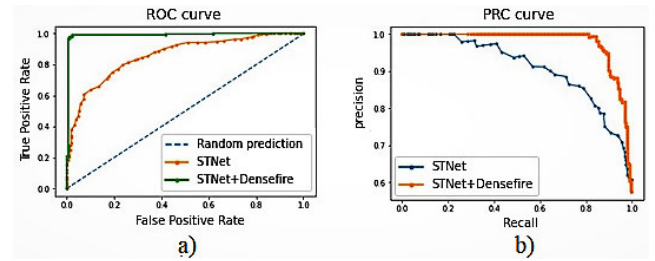 ROC curve
True Positive Rate
1.0
0.8
0.6
0.4
0.2
0.0
Random prediction
STNet
STNet+Densefire
0.0 0.2 0.4 0.6 0.8 1.0
False Positive Rate
a)
PRC curve
precision
1.0
0.9
0.8
0.7
0.6
STNet
STNet+Densefire
0.0 0.2 0.4 0.6 0.8 1.0
Recall
b)